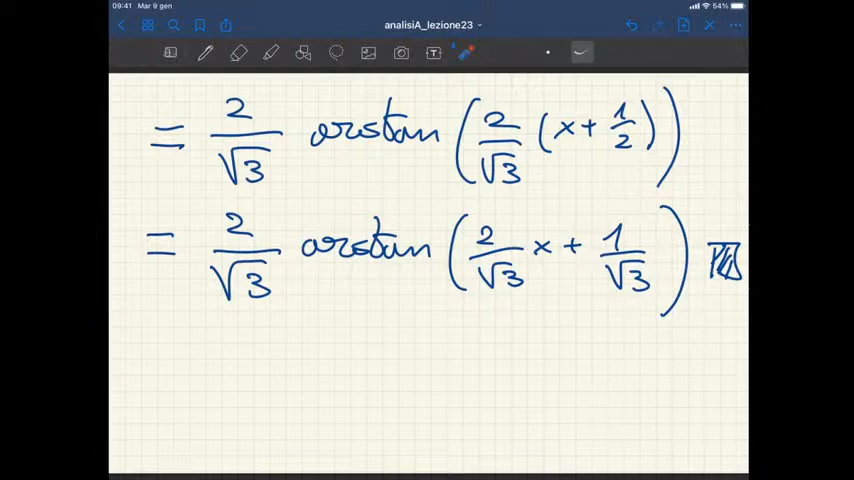 09:41 Mar 9 gen
54%
analisiA_lezione23
= 2/√3 arctan (2/√3 (x + 1/2))
= 2/√3 arctan (2/√3 x + 1/√3)